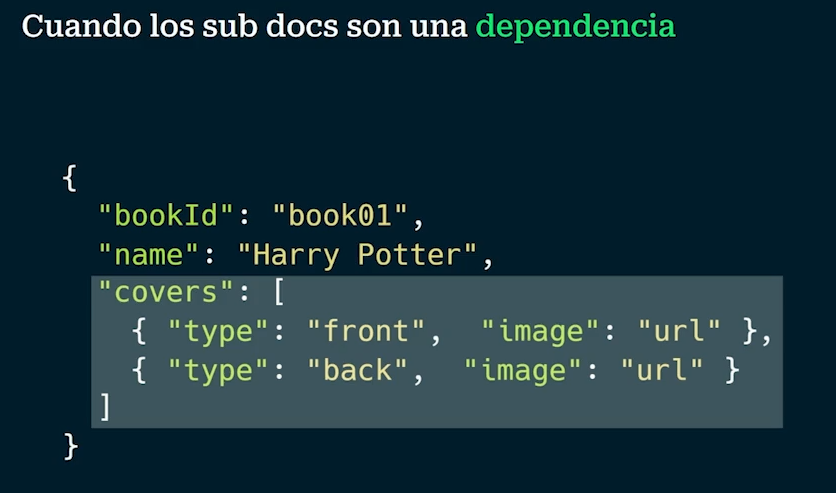 Cuando los sub docs son una dependencia
{
"bookId": "book01",
"name": "Harry Potter",
"covers": [
{ "type": "front", "image": "url" },
{ "type": "back", "image": "url" }
]
}